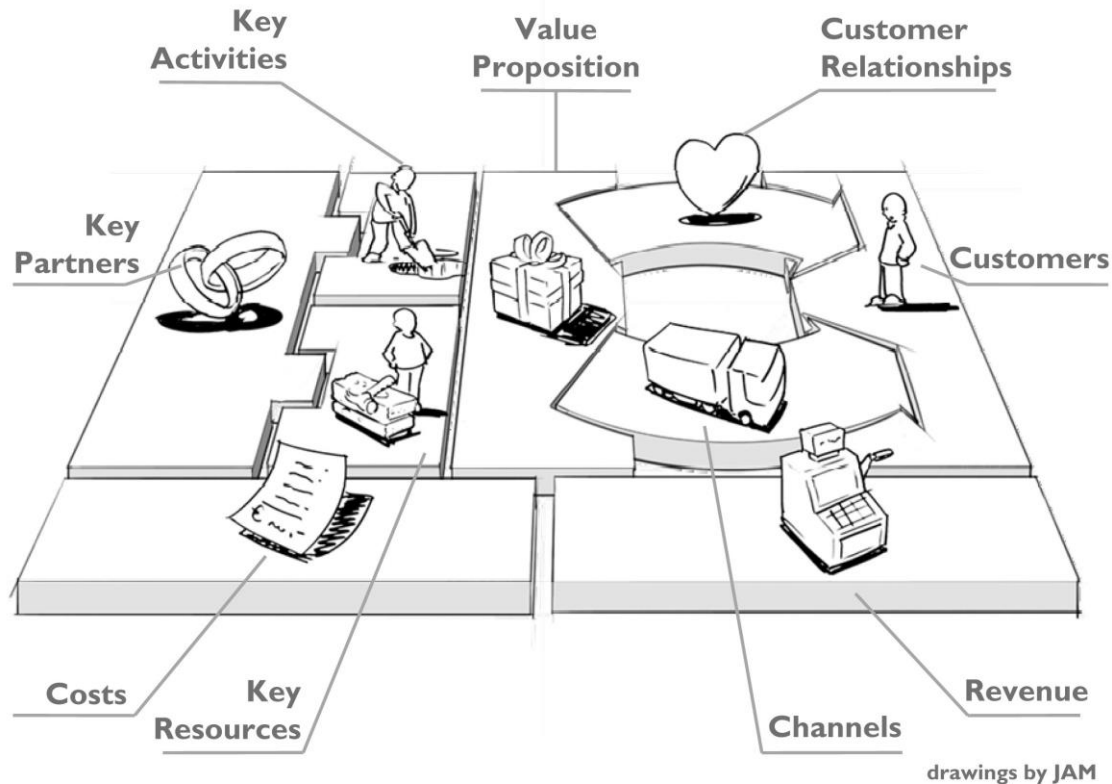 Key
Activities
Value
Proposition
Customer
Relationships
Key
Partners
Customers
€
Costs
Key
Resources
Channels
Revenue
drawings by JAM